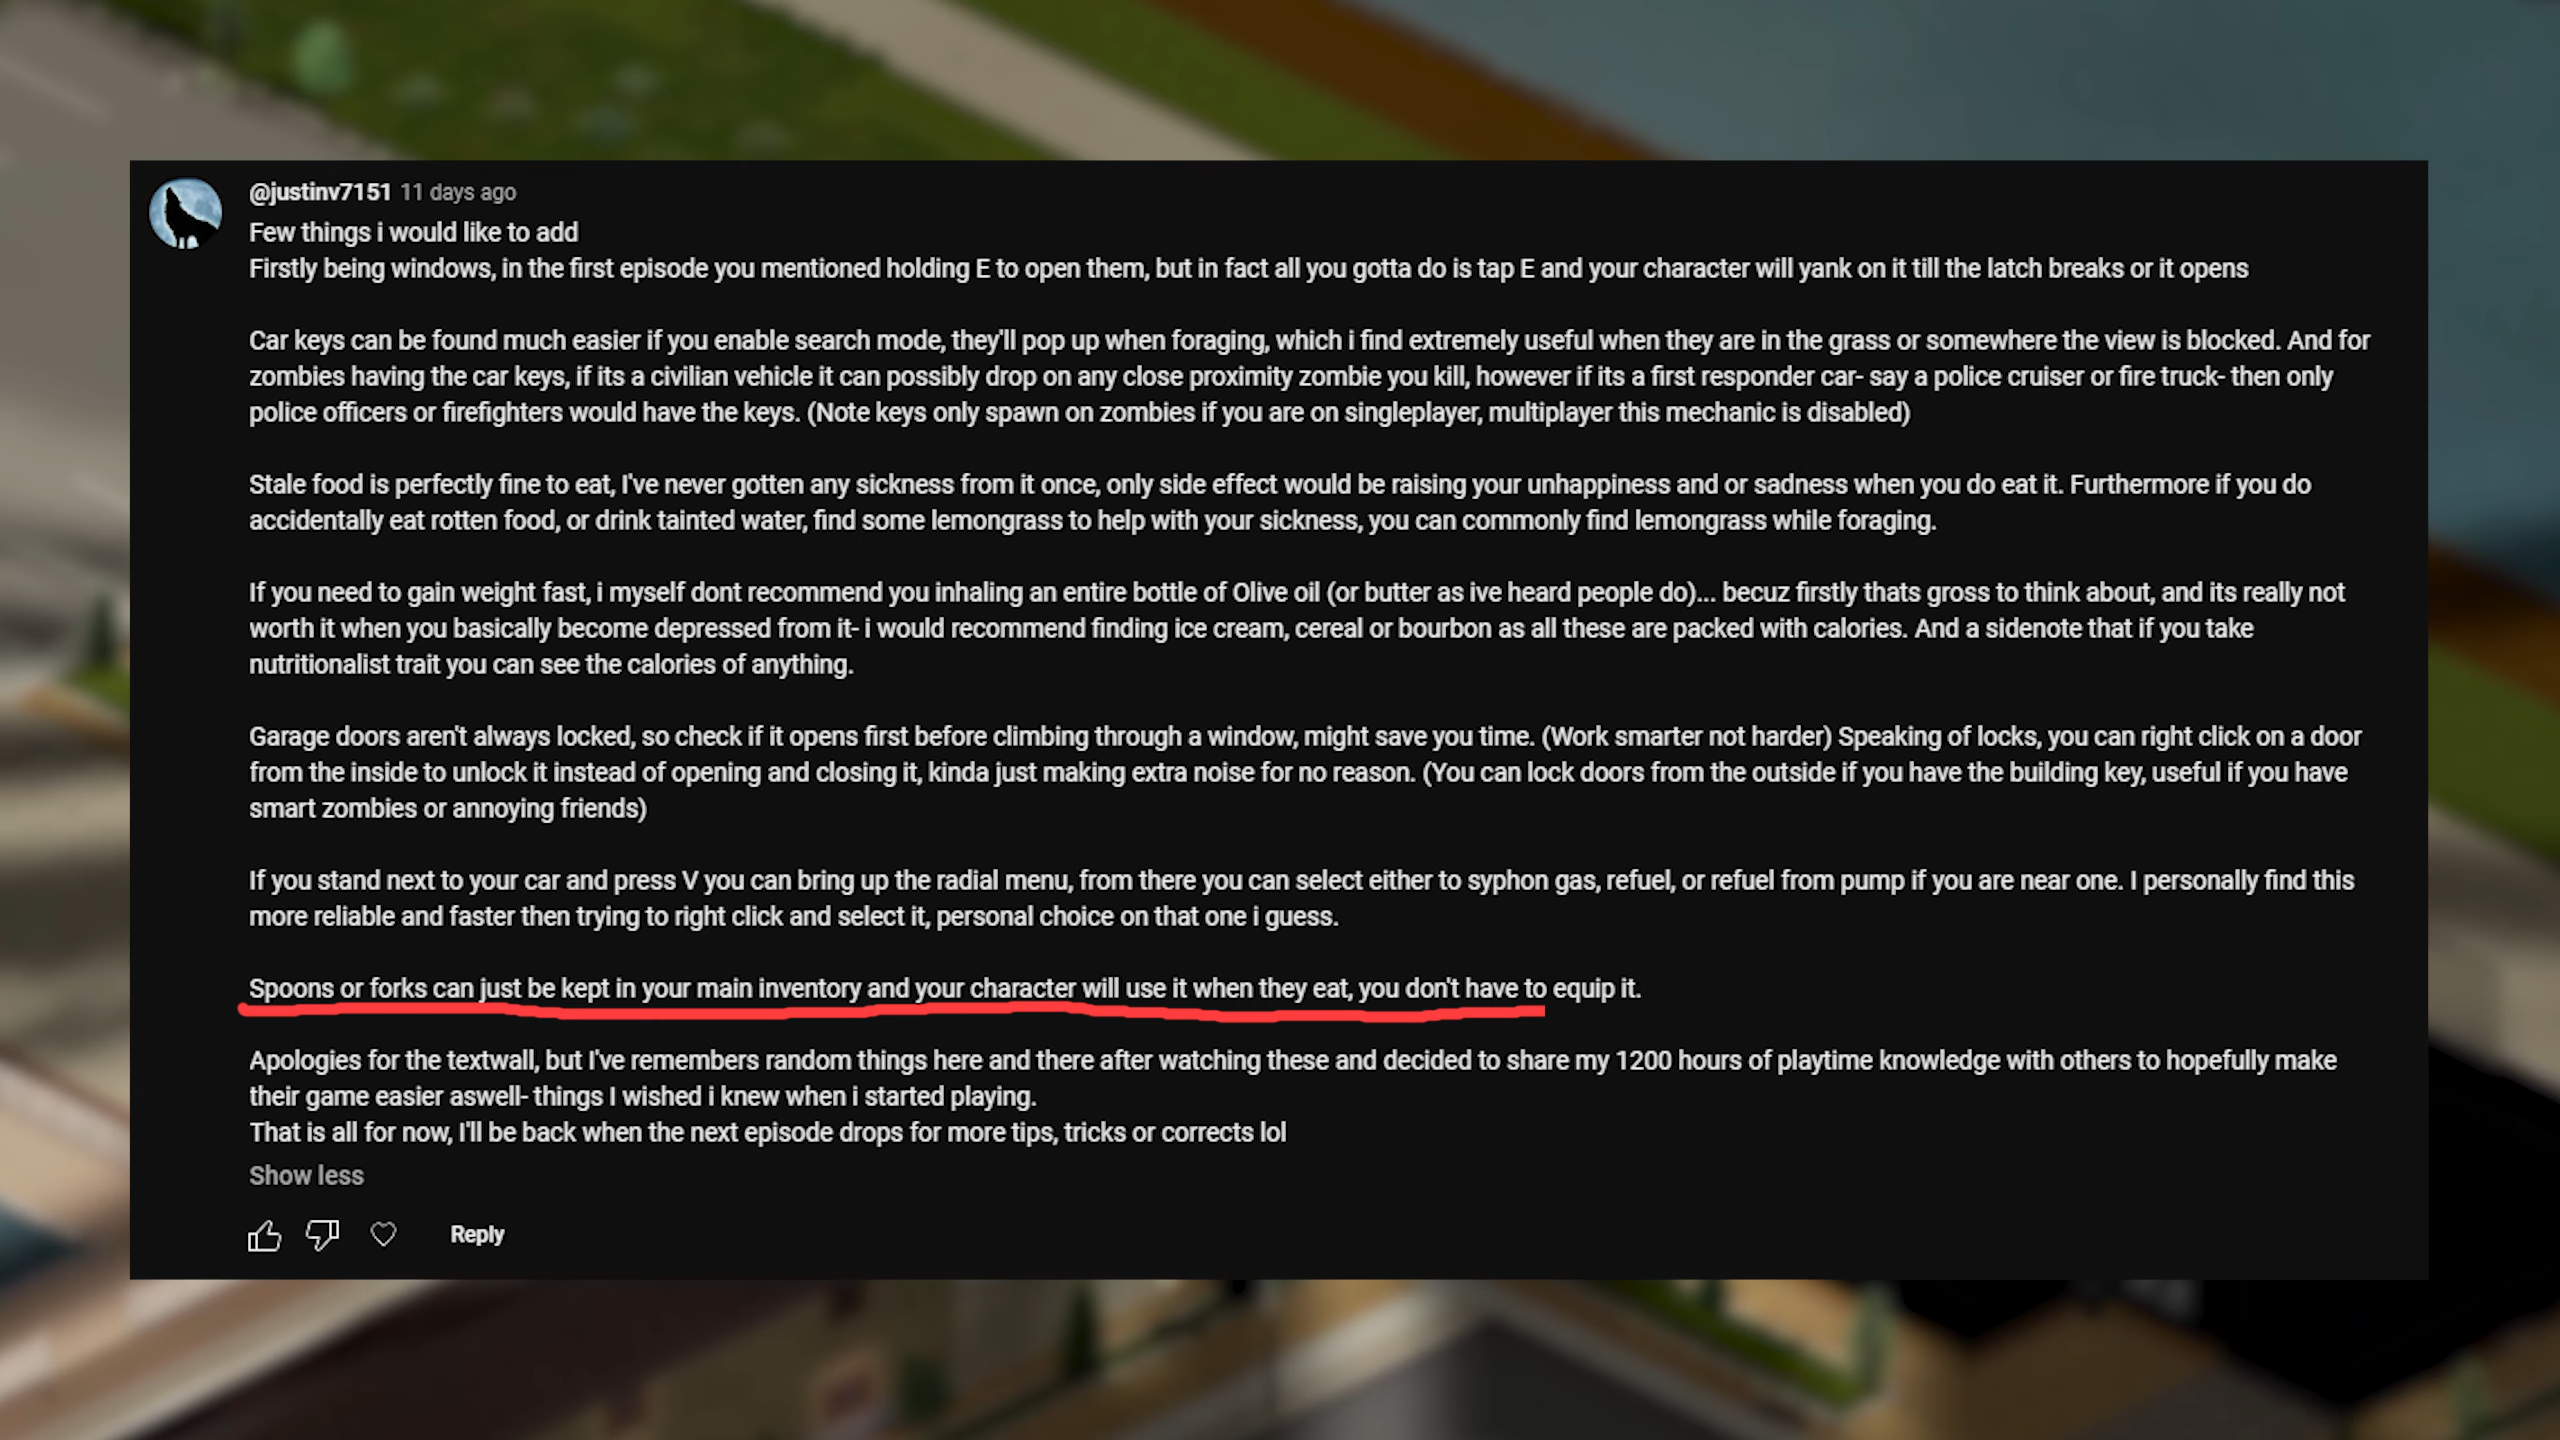 @justinv7151 11 days ago
Few things i would like to add
Firstly being windows, in the first episode you mentioned holding E to open them, but in fact all you gotta do is tap E and your character will yank on it till the latch breaks or it opens
Car keys can be found much easier if you enable search mode, they'll pop up when foraging, which i find extremely useful when they are in the grass or somewhere the view is blocked. And for
zombies having the car keys, if its a civilian vehicle it can possibly drop on any close proximity zombie you kill, however if its a first responder car- say a police cruiser or fire truck- then only
police officers or firefighters would have the keys. (Note keys only spawn on zombies if you are on singleplayer, multiplayer this mechanic is disabled)
Stale food is perfectly fine to eat, I've never gotten any sickness from it once, only side effect would be raising your unhappiness and or sadness when you do eat it. Furthermore if you do
accidentally eat rotten food, or drink tainted water, find some lemongrass to help with your sickness, you can commonly find lemongrass while foraging.
If you need to gain weight fast, i myself dont recommend you inhaling an entire bottle of Olive oil (or butter as ive heard people do)... becuz firstly thats gross to think about, and its really not
worth it when you basically become depressed from it- i would recommend finding ice cream, cereal or bourbon as all these are packed with calories. And a sidenote that if you take
nutritionalist trait you can see the calories of anything.
Garage doors aren't always locked, so check if it opens first before climbing through a window, might save you time. (Work smarter not harder) Speaking of locks, you can right click on a door
from the inside to unlock it instead of opening and closing it, kinda just making extra noise for no reason. (You can lock doors from the outside if you have the building key, useful if you have
smart zombies or annoying friends)
If you stand next to your car and press V you can bring up the radial menu, from there you can select either to syphon gas, refuel, or refuel from pump if you are near one. I personally find this
more reliable and faster then trying to right click and select it, personal choice on that one i guess.
Spoons or forks can just be kept in your main inventory and your character will use it when they eat, you don't have to equip it.
Apologies for the textwall, but I've remembers random things here and there after watching these and decided to share my 1200 hours of playtime knowledge with others to hopefully make
their game easier aswell- things I wished i knew when i started playing.
That is all for now, I'll be back when the next episode drops for more tips, tricks or corrects lol
Show less
Reply